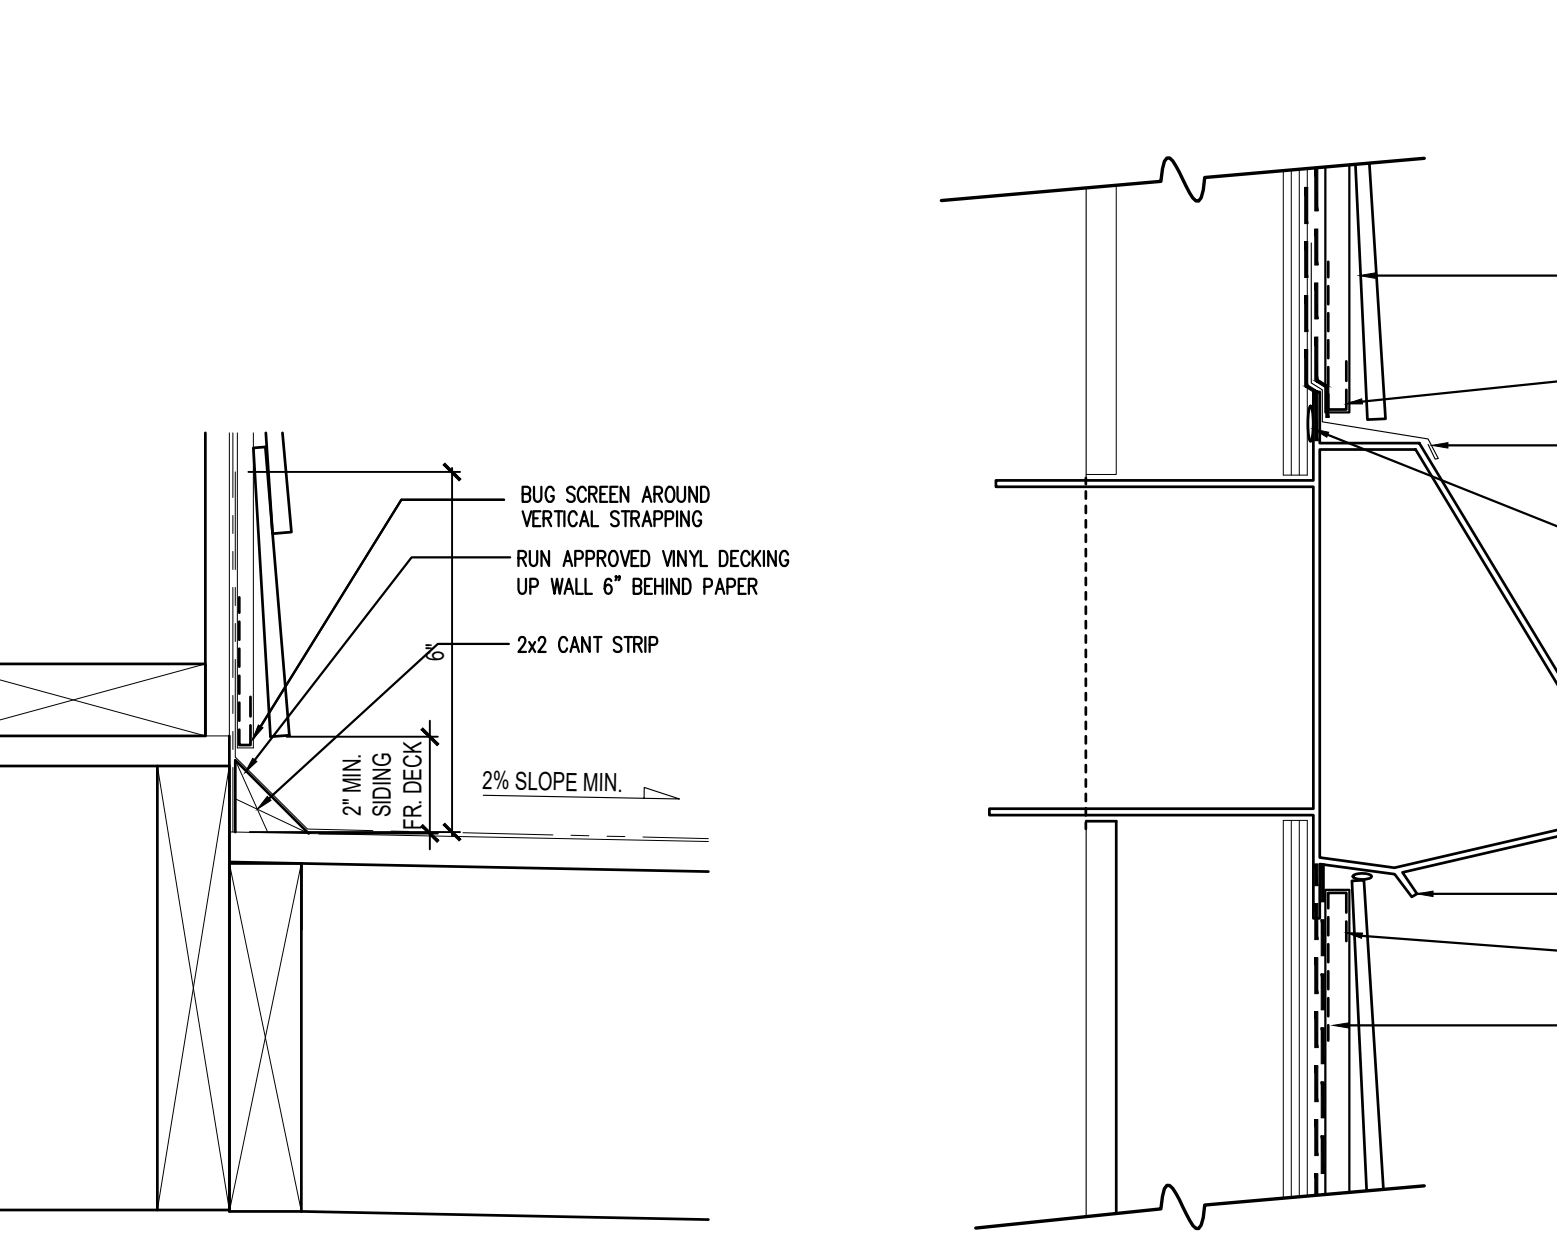 BUG SCREEN AROUND
VERTICAL STRAPPING
RUN APPROVED VINYL DECKING
UP WALL 6" BEHIND PAPER
2x2 CANT STRIP
6"
2" MIN.
SIDING
FR. DECK
2% SLOPE MIN.